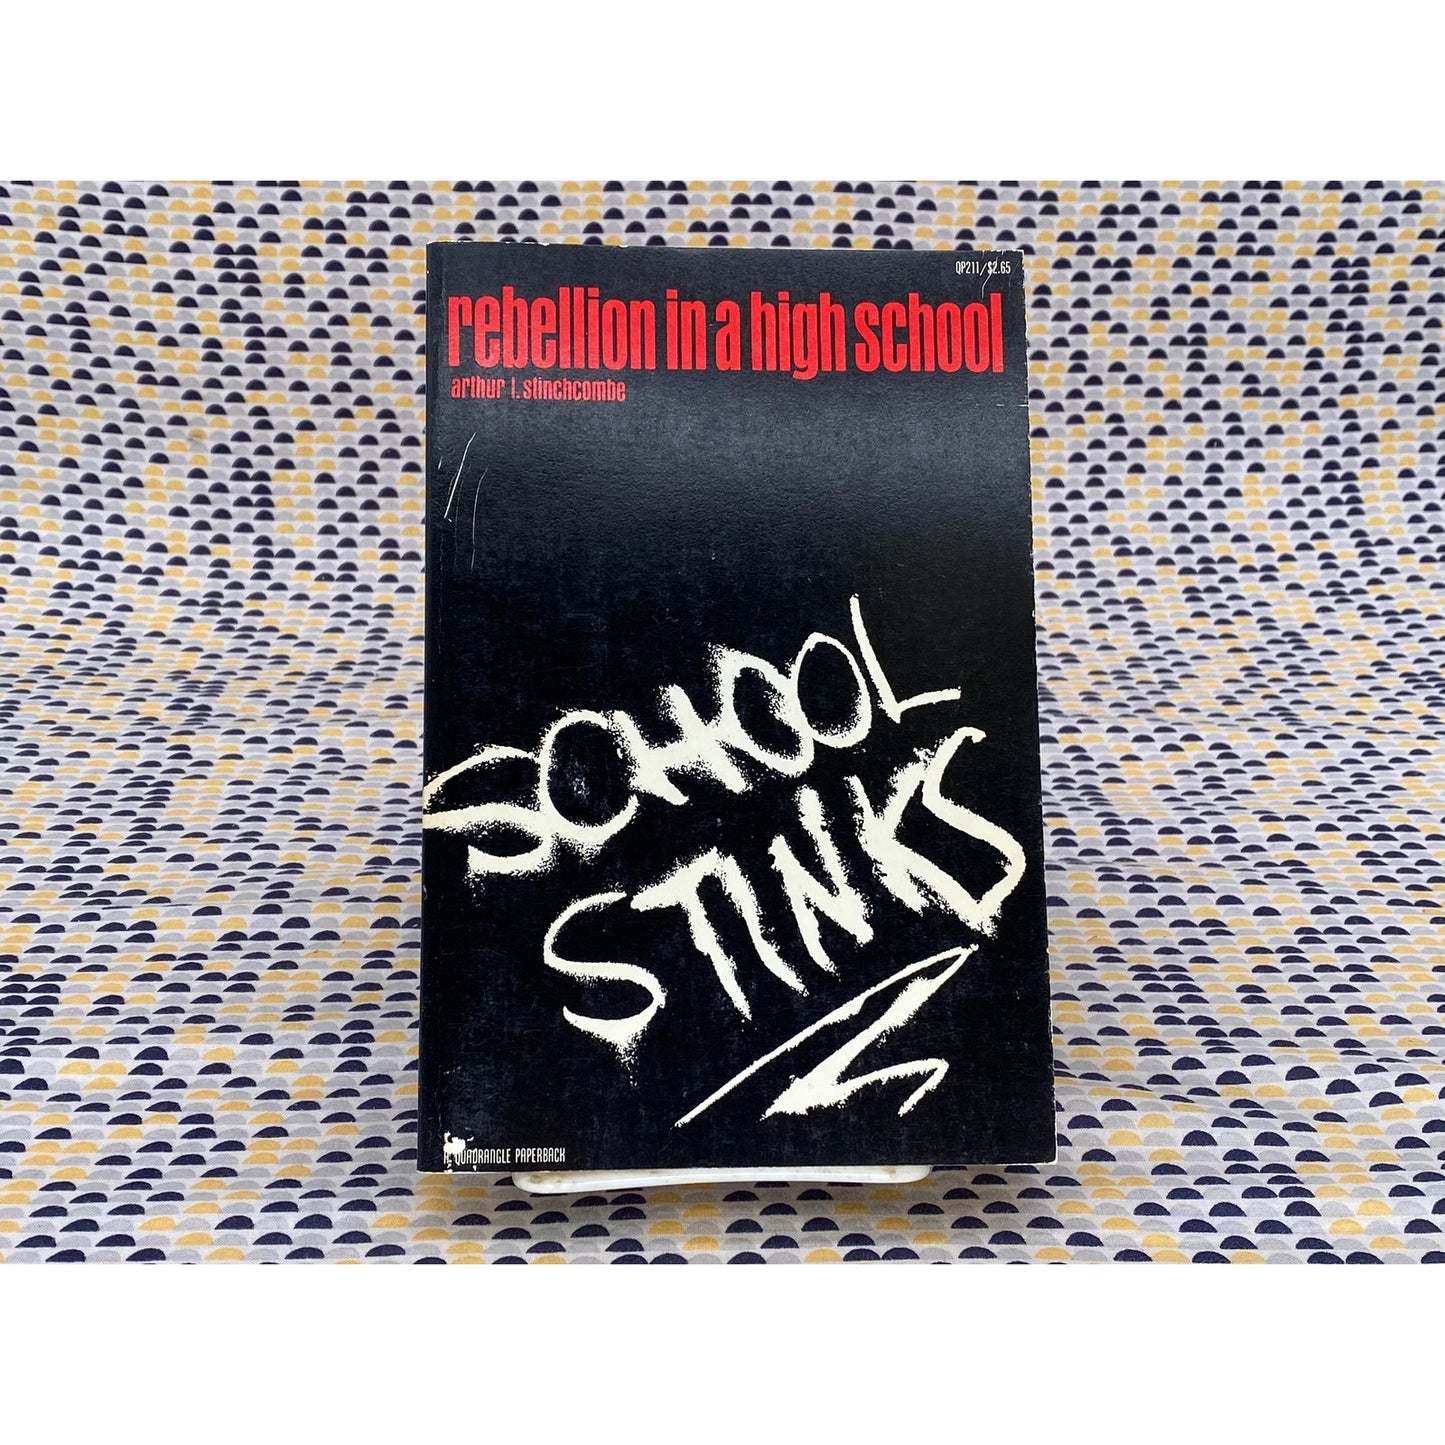 QP211/$2.65
rebellion in a high school
arthur l. stinchcombe
SCHOOL
STINKS
A QUADRANGLE PAPERBACK